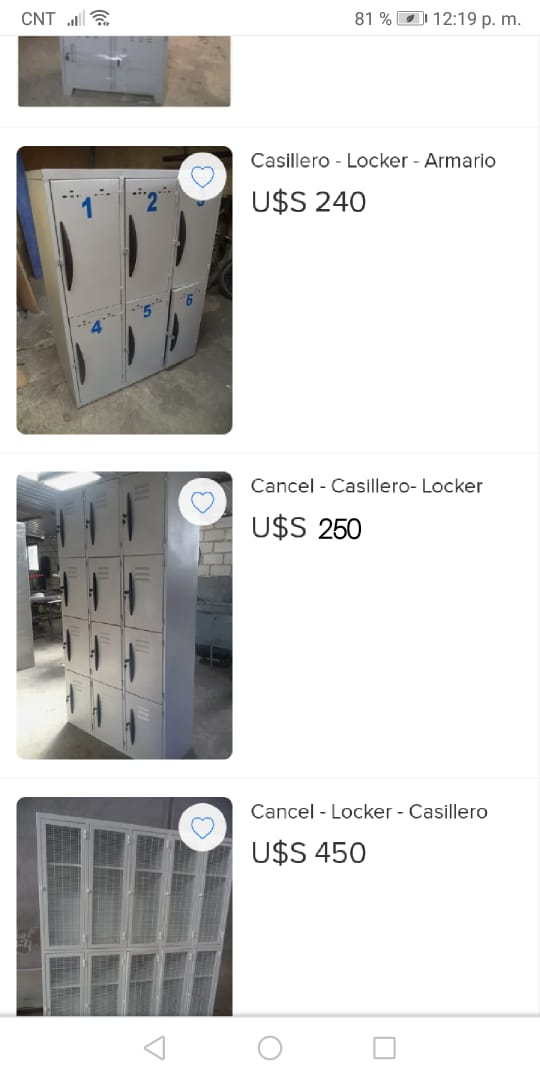 CNT 81 % 12:19 p. m.
Casillero - Locker - Armario
U$S 240
1 2 3
4 5 6
Cancel - Casillero- Locker
U$S 250
Cancel - Locker - Casillero
U$S 450